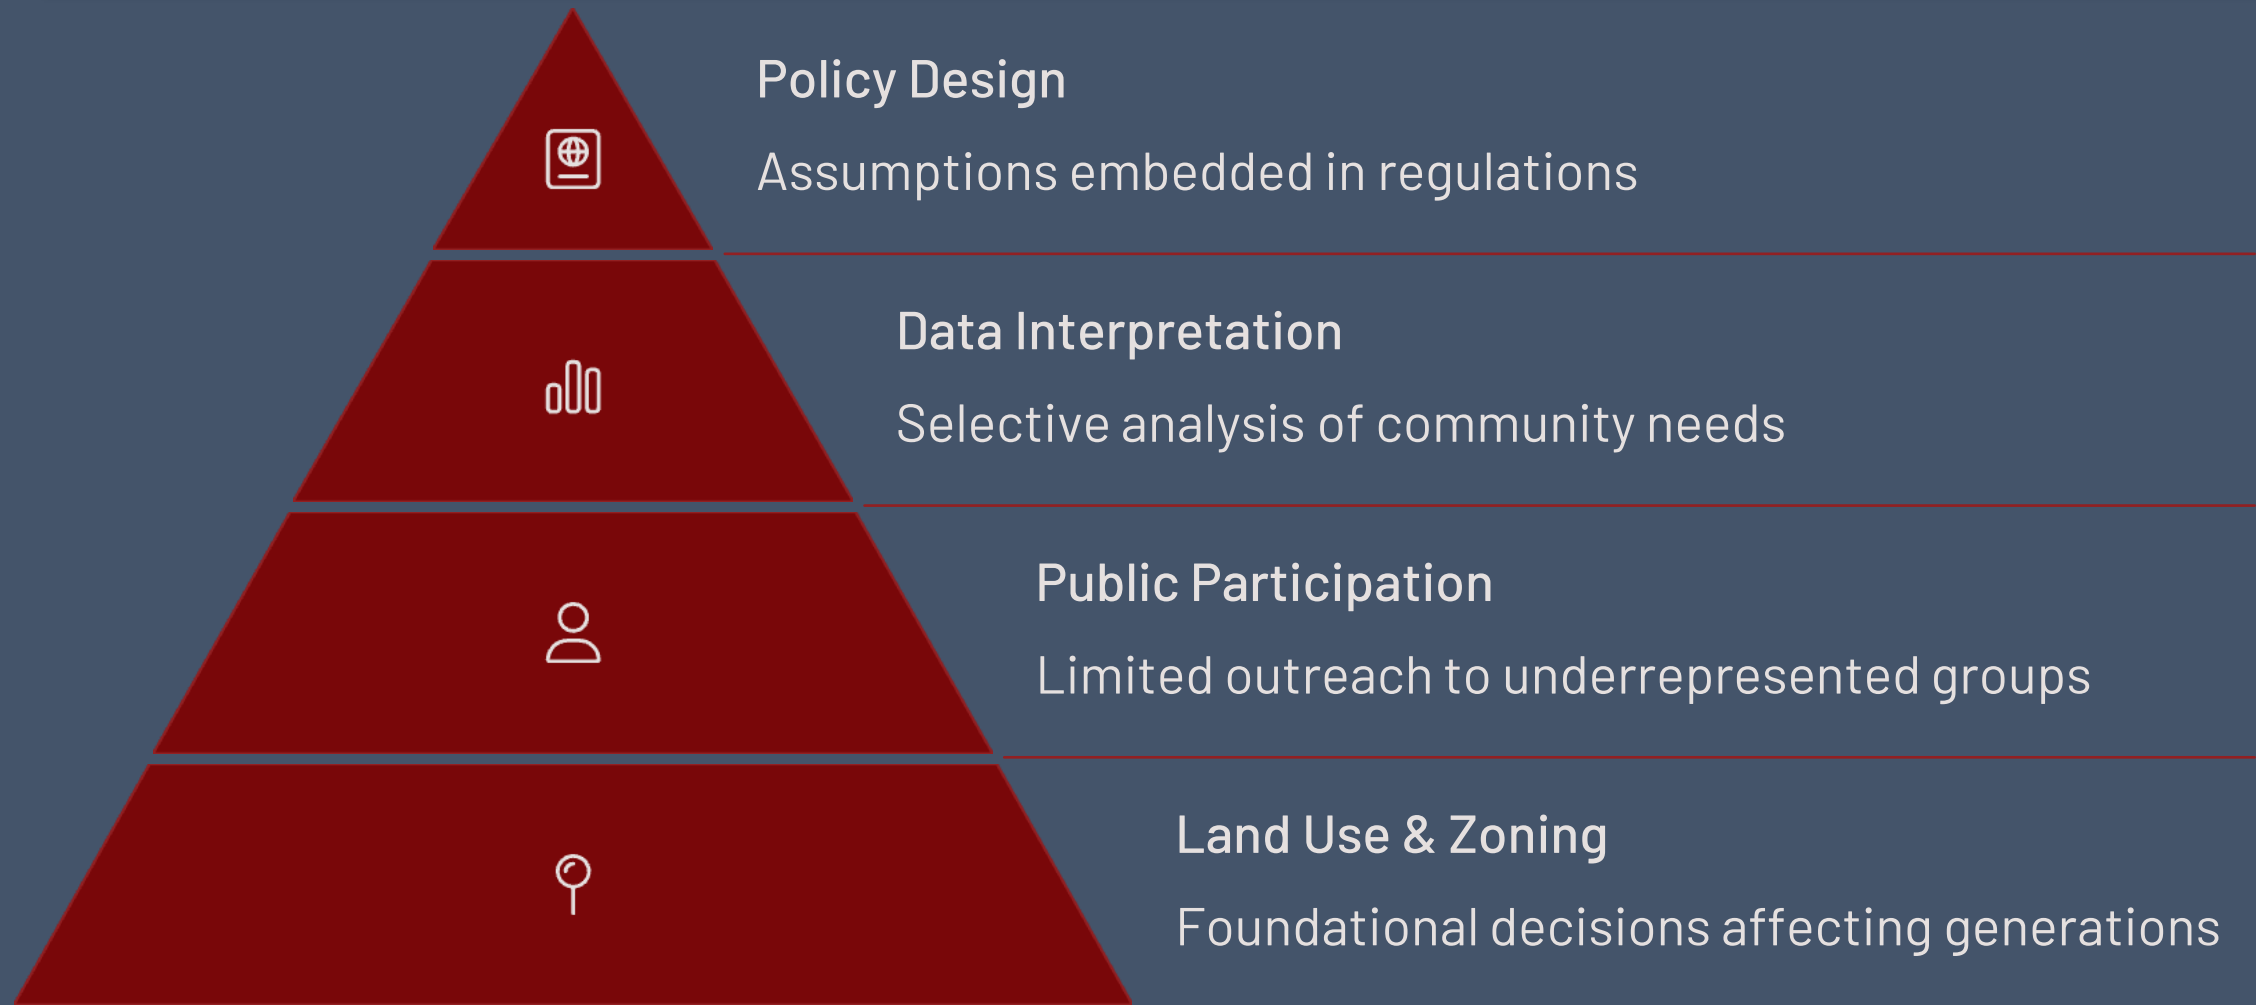 Policy Design
Assumptions embedded in regulations
Data Interpretation
Selective analysis of community needs
Public Participation
Limited outreach to underrepresented groups
Land Use & Zoning
Foundational decisions affecting generations